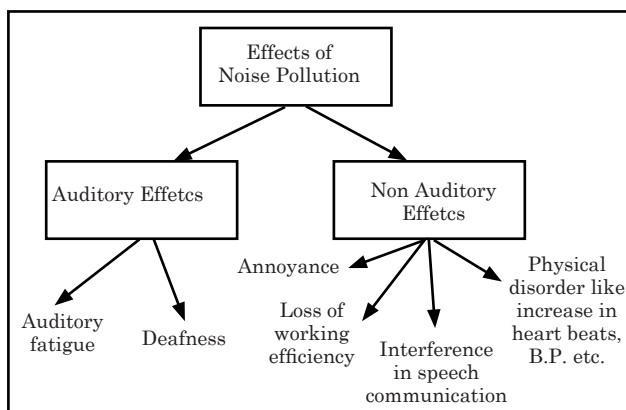 Effects of
Noise Pollution
Auditory Effetcs
Non Auditory
Effetcs
Auditory
fatigue
Deafness
Annoyance
Loss of
working
efficiency
Interference
in speech
communication
Physical
disorder like
increase in
heart beats,
B.P. etc.